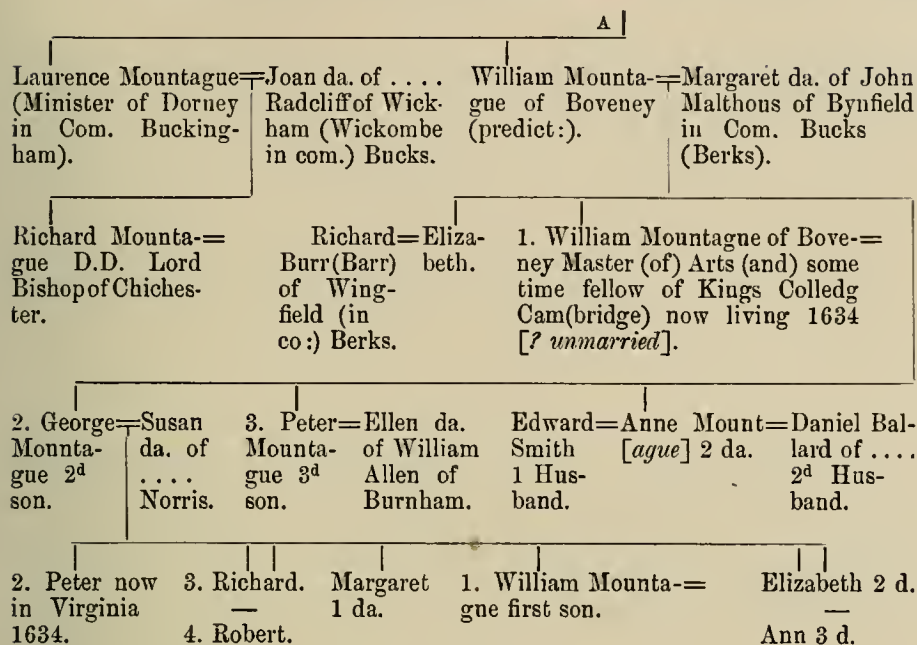 A
Laurence Mountague=Joan da. of . . . .
(Minister of Dorney Radcliff of Wick-
in Com. Bucking- ham (Wickombe
ham). in com.) Bucks.
William Mounta-=Margaret da. of John
gue of Boveney Malthous of Bynfield
(predict:). in Com. Bucks
(Berks).
Richard Mounta-=
gue D.D. Lord
Bishop of Chiches-
ter.
Richard=Eliza-
Burr(Barr) beth.
of Wing-
field (in
co:) Berks.
1. William Mountagne of Bove-=
ney Master (of) Arts (and) some
time fellow of Kings Colledg
Cam(bridge) now living 1634
[? unmarried].
2. George=Susan
Mounta- da. of
gue 2d . . . .
son. Norris.
3. Peter=Ellen da.
Mounta- of William
gue 3d Allen of
son. Burnham.
Edward=Anne Mount=Daniel Bal-
Smith [ague] 2 da. lard of . . . .
1 Hus- 2d Hus-
band. band.
2. Peter now
in Virginia
1634.
3. Richard.
—
4. Robert.
Margaret
1 da.
1. William Mounta-=
gne first son.
Elizabeth 2 d.
—
Ann 3 d.